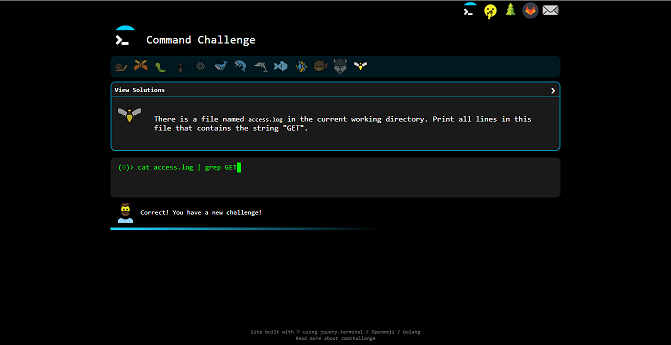 Command Challenge
View Solutions
There is a file named access.log in the current working directory. Print all lines in this
file that contains the string "GET".
cat access.log | grep GET
Correct! You have a new challenge!
Site built with using jquery.terminal / Openmoji / Golang
Read more about cmdchallenge